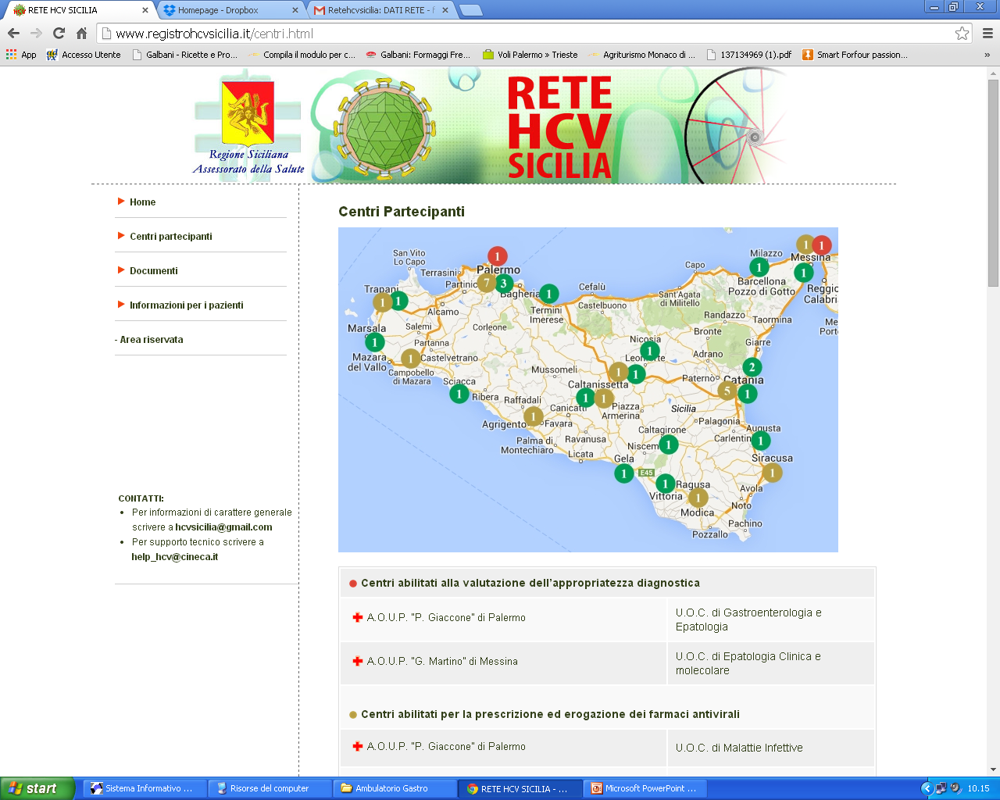 RETE HCV SICILIA
Homepage - Dropbox
Retehcvsicilia: DATI RETE - f
www.registrohcvsicilia.it/centri.html
App
Accesso Utente
Galbani - Ricette e Pro...
Compila il modulo per c...
Galbani: Formaggi Fre...
Voli Palermo » Trieste
Agriturismo Monaco di ...
137134969 (1).pdf
Smart Forfour passion...
»
Regione Siciliana
Assessorato della Salute
RETE
HCV
SICILIA
Home
Centri partecipanti
Documenti
Informazioni per i pazienti
- Area riservata
CONTATTI:
Per informazioni di carattere generale
scrivere a hcvsicilia@gmail.com
Per supporto tecnico scrivere a
help_hcv@cineca.it
Centri Partecipanti
San Vito
Lo Capo
1
Palermo
Terrasini
Partinic
7
3
Bagheria
1
Termini
Imerese
Cefalù
Castelbuono
Capo
Sant'Agata
di Militello
Milazzo
1
1
1
Messina
1
Barcellona
Pozzo di Gotto
Reggio
Calabria
Me
Porto
Trapani
1
1
Alcamo
Marsala
1
Salemi
Corleone
Partanna
Mazara
del Vallo
1
Castelvetrano
Campobello
di Mazara
Sciacca
1
Ribera
Raffadali
Mussomeli
Nicosia
1
Leonforte
1
1
Caltanissetta
1
1
Canicatti
Piazza
Armerina
Randazzo
Taormina
Bronte
Giarre
Adrano
2
Paternò
Catania
5
1
Sicilia
Agrigento
1
Favara
Palma di
Montechiaro
Ravanusa
Licata
Caltagirone
Niscem
1
Gela
1
E45
Palagonia
Augusta
Carlentini
1
Siracusa
1
1
Vittoria
Ragusa
1
Modica
Avola
Noto
Pachino
Pozzallo
Centri abilitati alla valutazione dell'appropriatezza diagnostica
A.O.U.P. "P. Giaccone" di Palermo
U.O.C. di Gastroenterologia e
Epatologia
A.O.U.P. "G. Martino" di Messina
U.O.C. di Epatologia Clinica e
molecolare
Centri abilitati per la prescrizione ed erogazione dei farmaci antivirali
A.O.U.P. "P. Giaccone" di Palermo
U.O.C. di Malattie Infettive
start
Sistema Informativo ...
Risorse del computer
Ambulatorio Gastro
RETE HCV SICILIA - ...
Microsoft PowerPoint ...
10.15